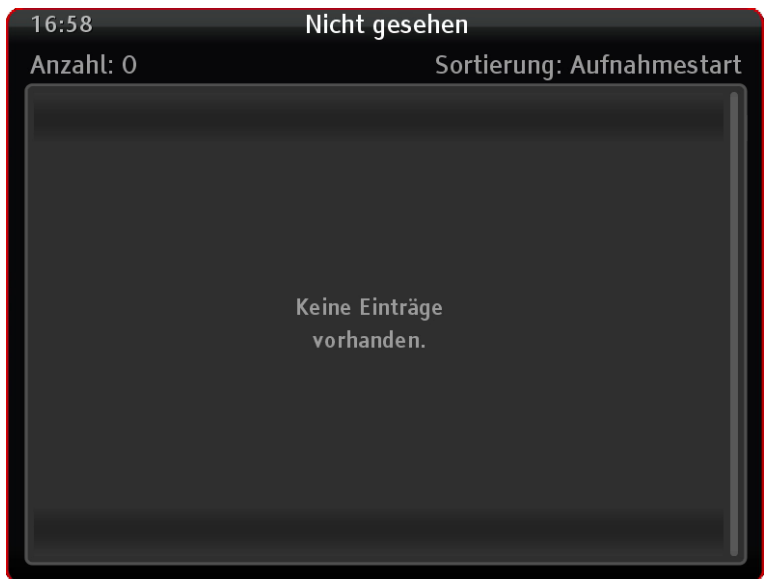 16:58 Nicht gesehen
Anzahl: 0 Sortierung: Aufnahmestart
Keine Einträge
vorhanden.